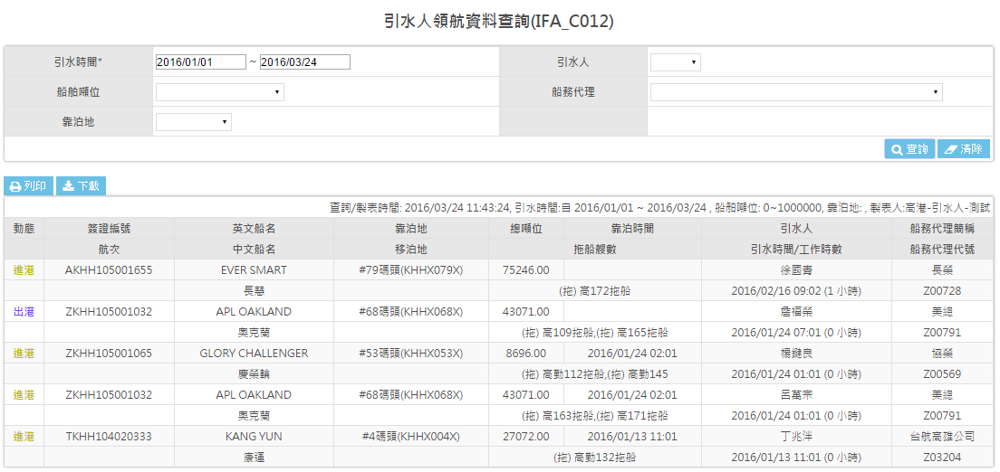 引水人領航資料查詢(IFA_C012)
引水時間* 2016/01/01 ~ 2016/03/24 引水人
船舶噸位 船務代理
靠泊地
查詢 清除
列印 下載
查詢/製表時間: 2016/03/24 11:43:24, 引水時間:自 2016/01/01 ~ 2016/03/24 , 船舶噸位: 0~1000000, 靠泊地: , 製表人:高港-引水人-測試
動態 簽證編號 英文船名 靠泊地 總噸位 靠泊時間 引水人 船務代理簡稱
航次 中文船名 移泊地 拖船艘數 引水時間/工作時數 船務代理代號
進港 AKHH105001655 EVER SMART #79碼頭(KHHX079X) 75246.00 徐國青 長榮
長慧 (拖) 高172拖船 2016/02/16 09:02 (1 小時) Z00728
出港 ZKHH105001032 APL OAKLAND #68碼頭(KHHX068X) 43071.00 詹福榮 美總
奧克蘭 (拖) 高109拖船,(拖) 高165拖船 2016/01/24 07:01 (0 小時) Z00791
進港 ZKHH105001065 GLORY CHALLENGER #53碼頭(KHHX053X) 8696.00 2016/01/24 02:01 楊鍵良 協榮
慶榮輪 (拖) 高勤112拖船,(拖) 高勤145 2016/01/24 01:01 (0 小時) Z00569
進港 ZKHH105001032 APL OAKLAND #68碼頭(KHHX068X) 43071.00 2016/01/24 02:01 呂萬宗 美總
奧克蘭 (拖) 高163拖船,(拖) 高171拖船 2016/01/24 01:01 (0 小時) Z00791
進港 TKHH104020333 KANG YUN #4碼頭(KHHX004X) 27072.00 2016/01/13 11:01 丁兆泮 台航高雄公司
康運 (拖) 高勤132拖船 2016/01/13 11:01 (0 小時) Z03204